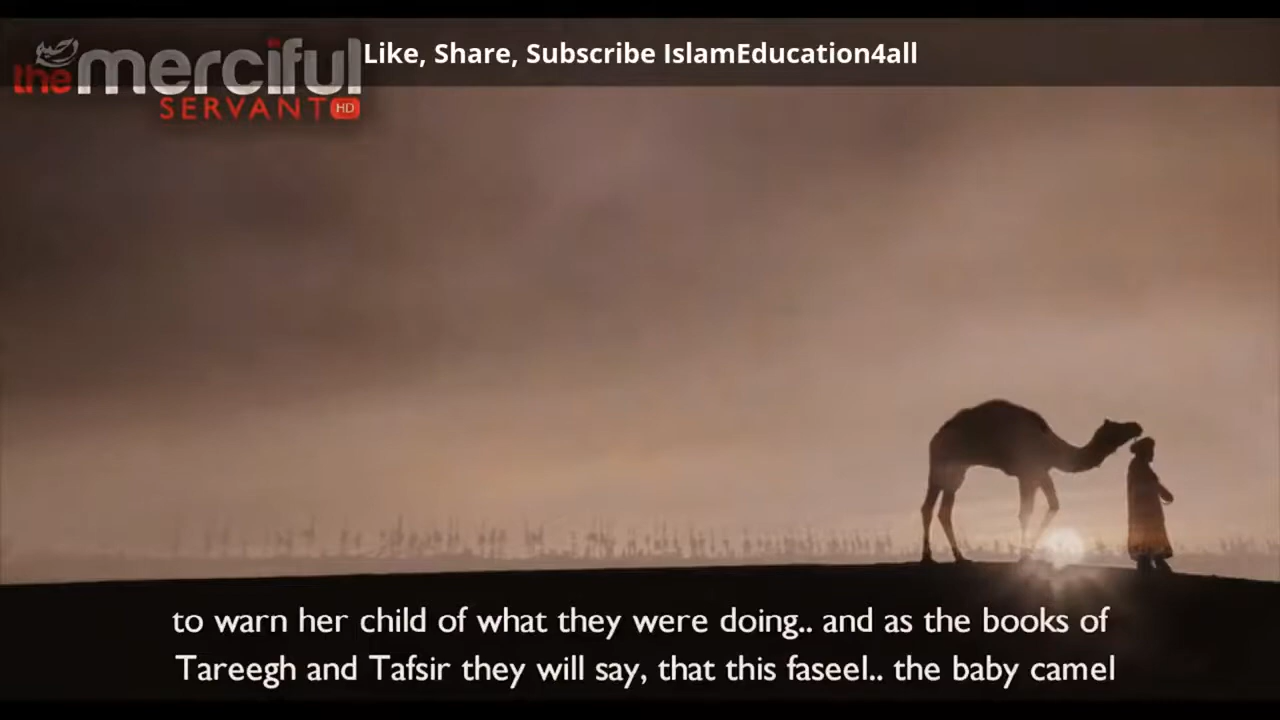 the merciful
SERVANT HD
Like, Share, Subscribe IslamEducation4all
to warn her child of what they were doing.. and as the books of
Tareegh and Tafsir they will say, that this faseel.. the baby camel